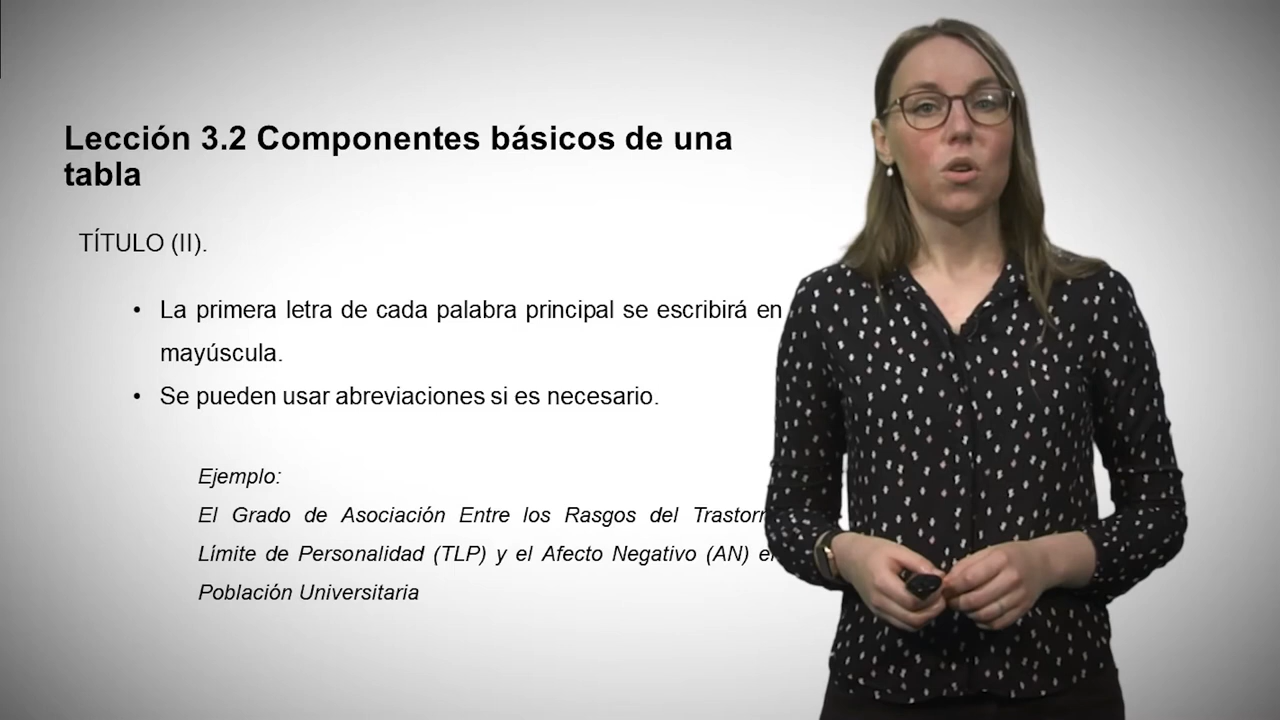 Lección 3.2 Componentes básicos de una
tabla
TÍTULO (II).
• La primera letra de cada palabra principal se escribirá en
mayúscula.
• Se pueden usar abreviaciones si es necesario.
Ejemplo:
El Grado de Asociación Entre los Rasgos del
Límite de Personalidad (TLP) y el Afecto Negativo (AN)
Población Universitaria